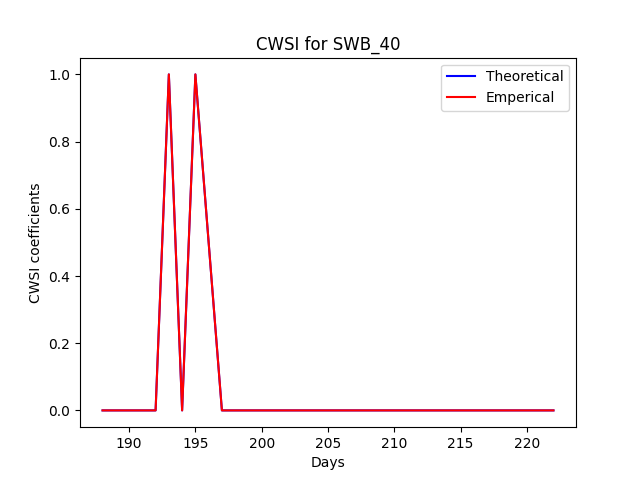 CWSI for SWB_40
Theoretical
Emperical
CWSI coefficients
1.0
0.8
0.6
0.4
0.2
0.0
190 195 200 205 210 215 220
Days